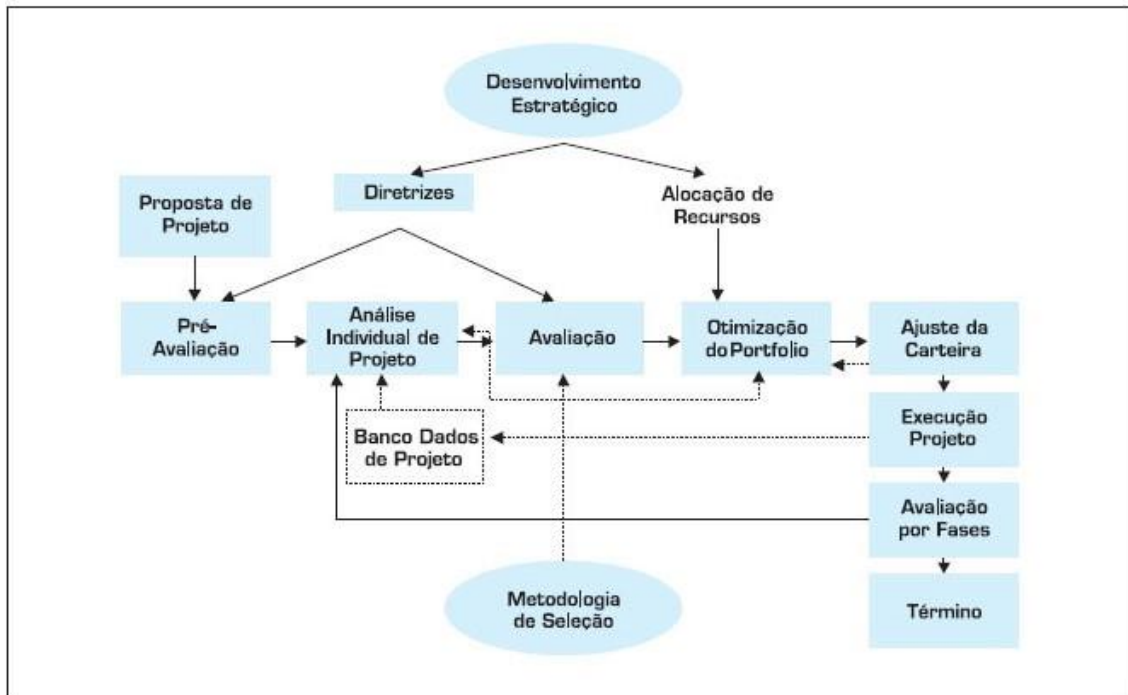 Desenvolvimento
Estratégico
Diretrizes
Alocação de
Recursos
Proposta de
Projeto
Pré-
Avaliação
Análise
Individual de
Projeto
Avaliação
Otimização
do Portfolio
Ajuste da
Carteira
Banco Dados
de Projeto
Execução
Projeto
Avaliação
por Fases
Metodologia
de Seleção
Término